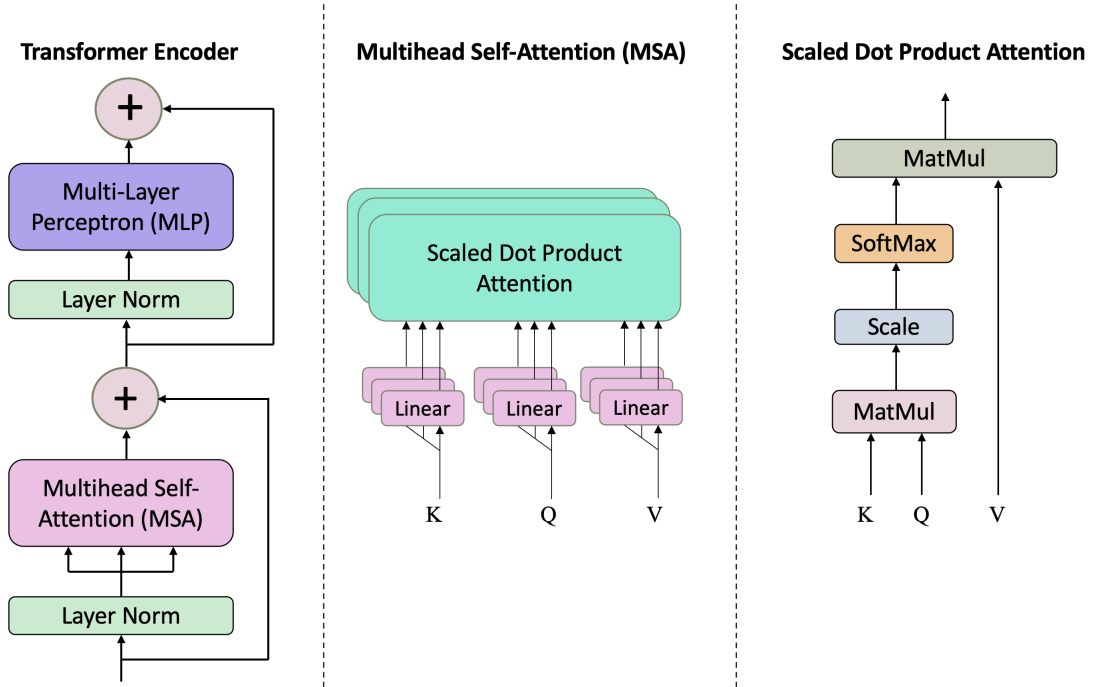 Transformer Encoder
+
Multi-Layer
Perceptron (MLP)
Layer Norm
+
Multihead Self-
Attention (MSA)
Layer Norm
Multihead Self-Attention (MSA)
Scaled Dot Product
Attention
Linear Linear Linear
K Q V
Scaled Dot Product Attention
MatMul
SoftMax
Scale
MatMul
K Q V